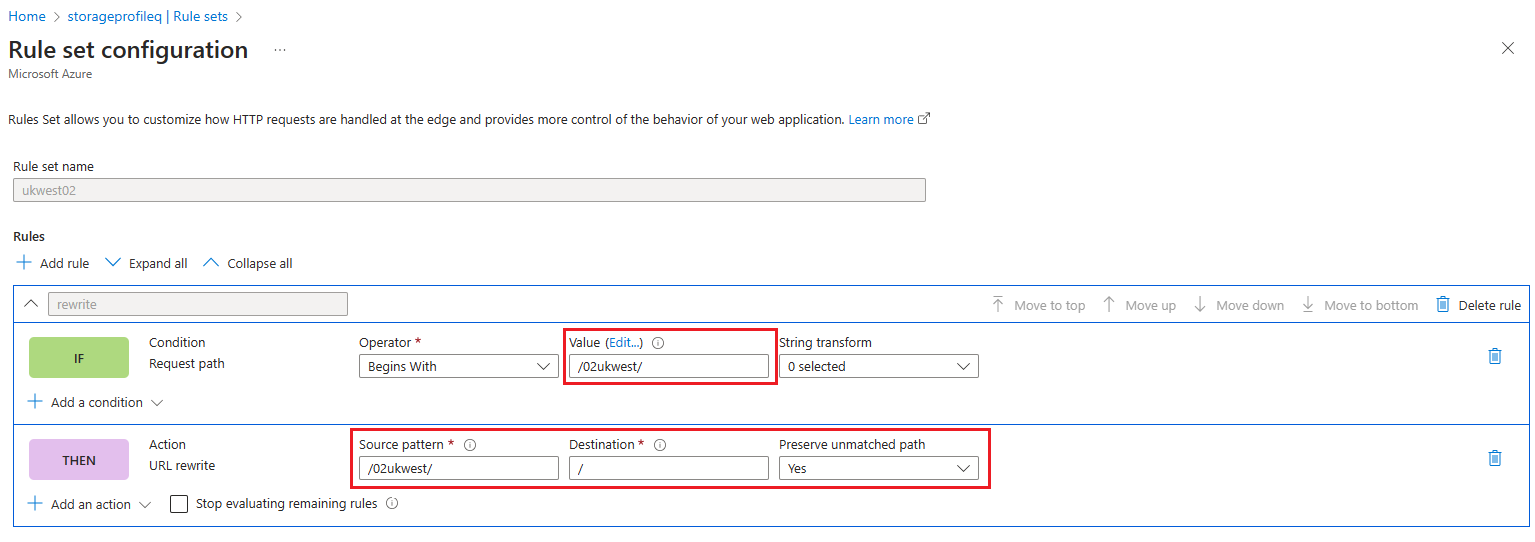 Home > storageprofileq | Rule sets >
Rule set configuration ...
Microsoft Azure
Rules Set allows you to customize how HTTP requests are handled at the edge and provides more control of the behavior of your web application. Learn more
Rule set name
ukwest02
Rules
Add rule Expand all Collapse all
rewrite Move to top Move up Move down Move to bottom Delete rule
IF
Condition
Request path
Operator *
Begins With
Value (Edit...)
/02ukwest/
String transform
0 selected
Add a condition
THEN
Action
URL rewrite
Source pattern *
/02ukwest/
Destination *
/
Preserve unmatched path
Yes
Add an action Stop evaluating remaining rules